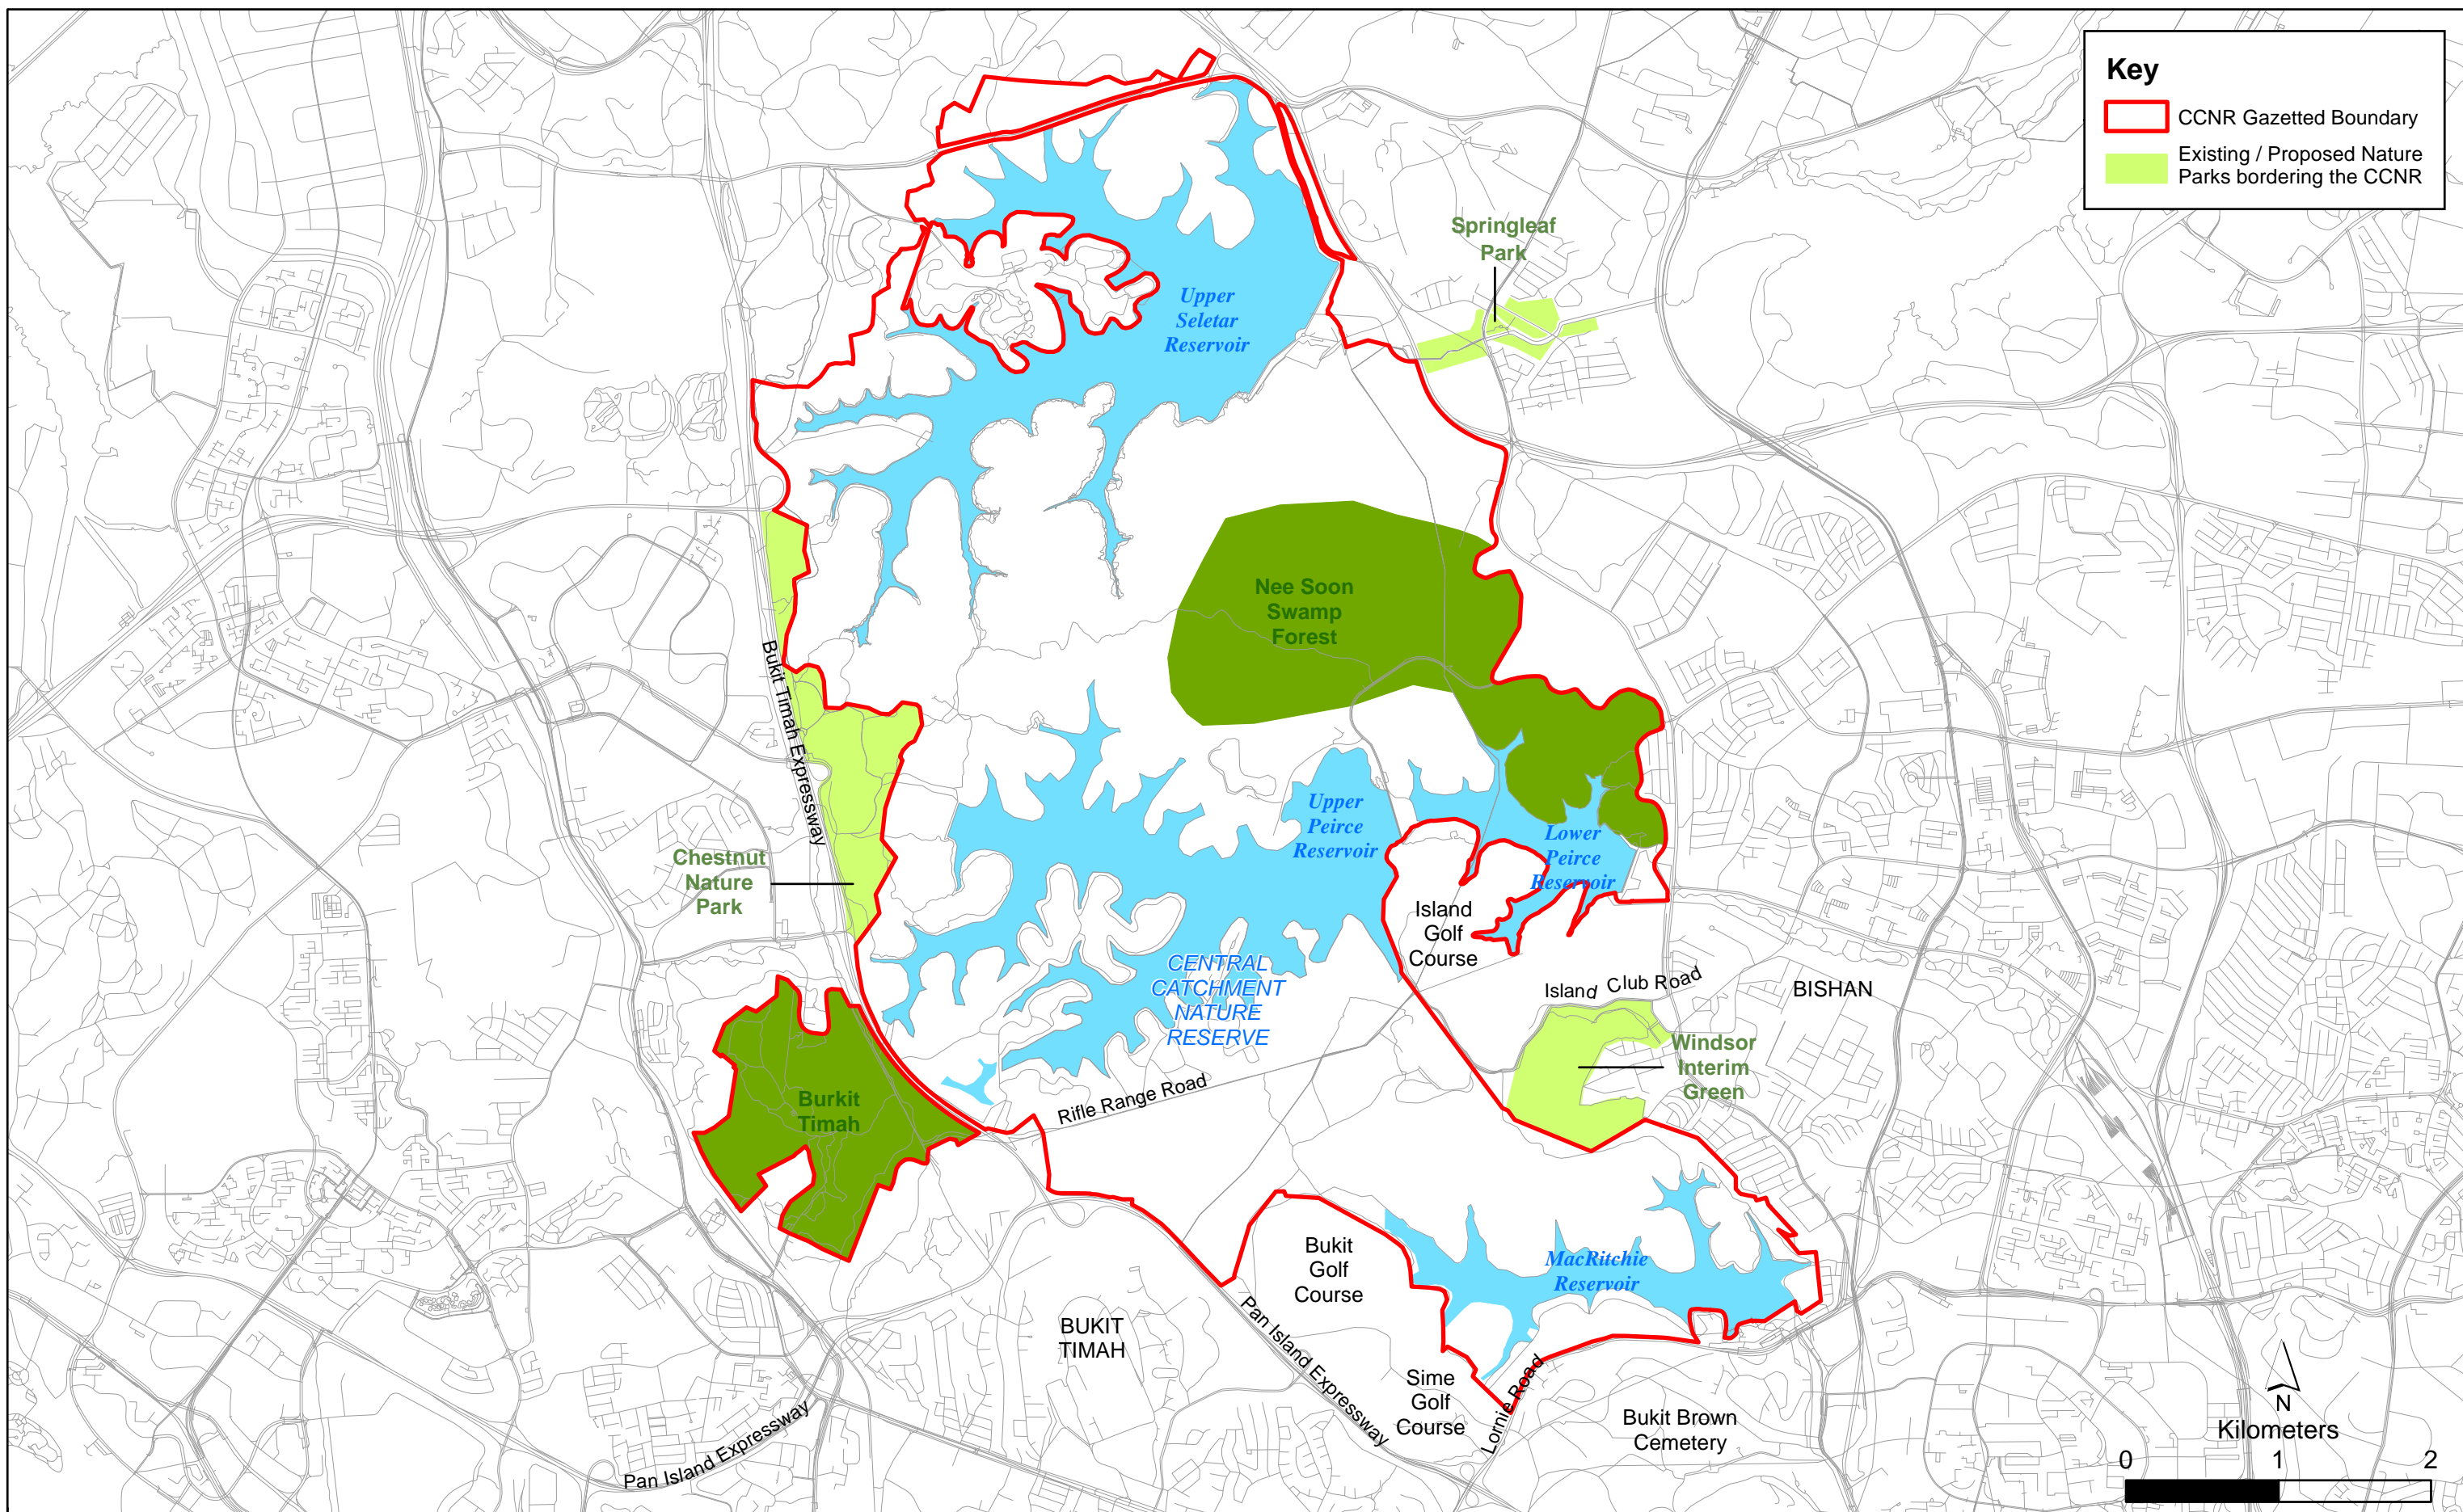 Key
CCNR Gazetted Boundary
Existing / Proposed Nature
Parks bordering the CCNR
Springleaf
Park
Upper
Seletar
Reservoir
Nee Soon
Swamp
Forest
Bukit Timah Expressway
Upper
Peirce
Reservoir
Lower
Peirce
Reservoir
Chestnut
Nature
Park
Island
Golf
Course
CENTRAL
CATCHMENT
NATURE
RESERVE
Island Club Road
BISHAN
Windsor
Interim
Green
Burkit
Timah
Rifle Range Road
Bukit
Golf
Course
MacRitchie
Reservoir
BUKIT
TIMAH
Pan Island Expressway
Sime
Golf
Course
Lornie Road
Bukit Brown
Cemetery
Pan Island Expressway
N
Kilometers
0 1 2